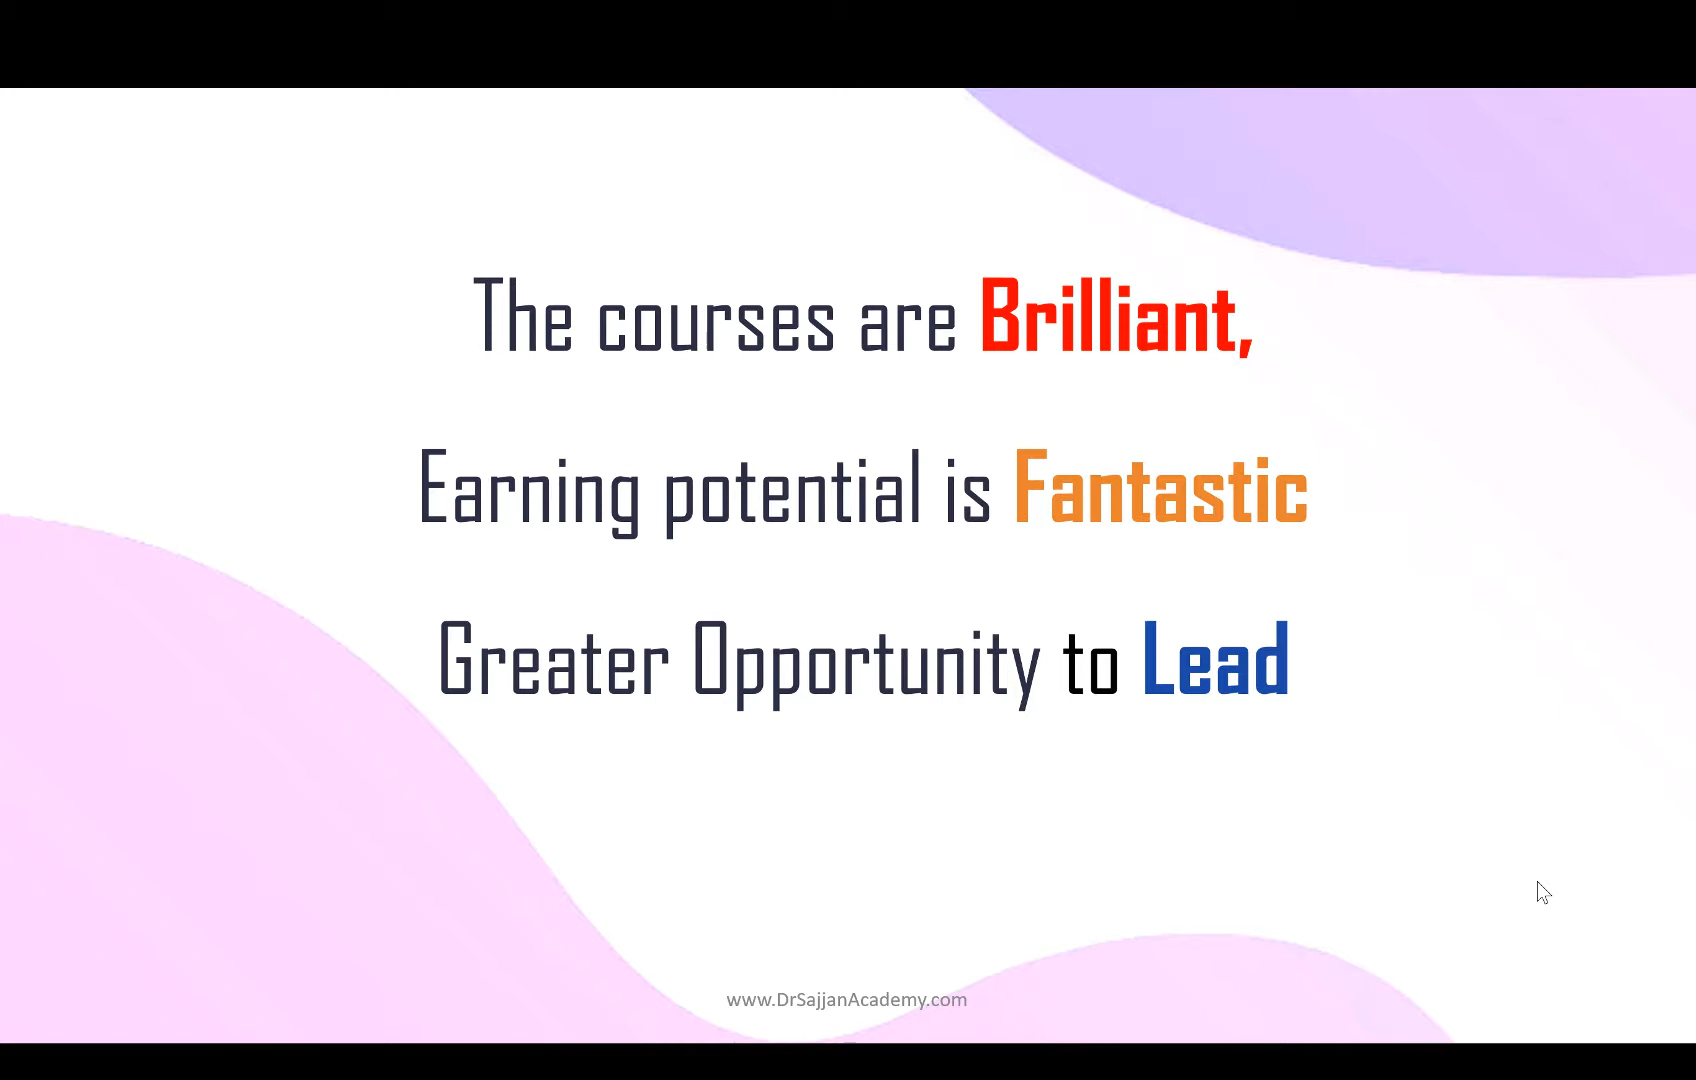 The courses are Brilliant,
Earning potential is Fantastic
Greater Opportunity to Lead
www.DrSajjanAcademy.com